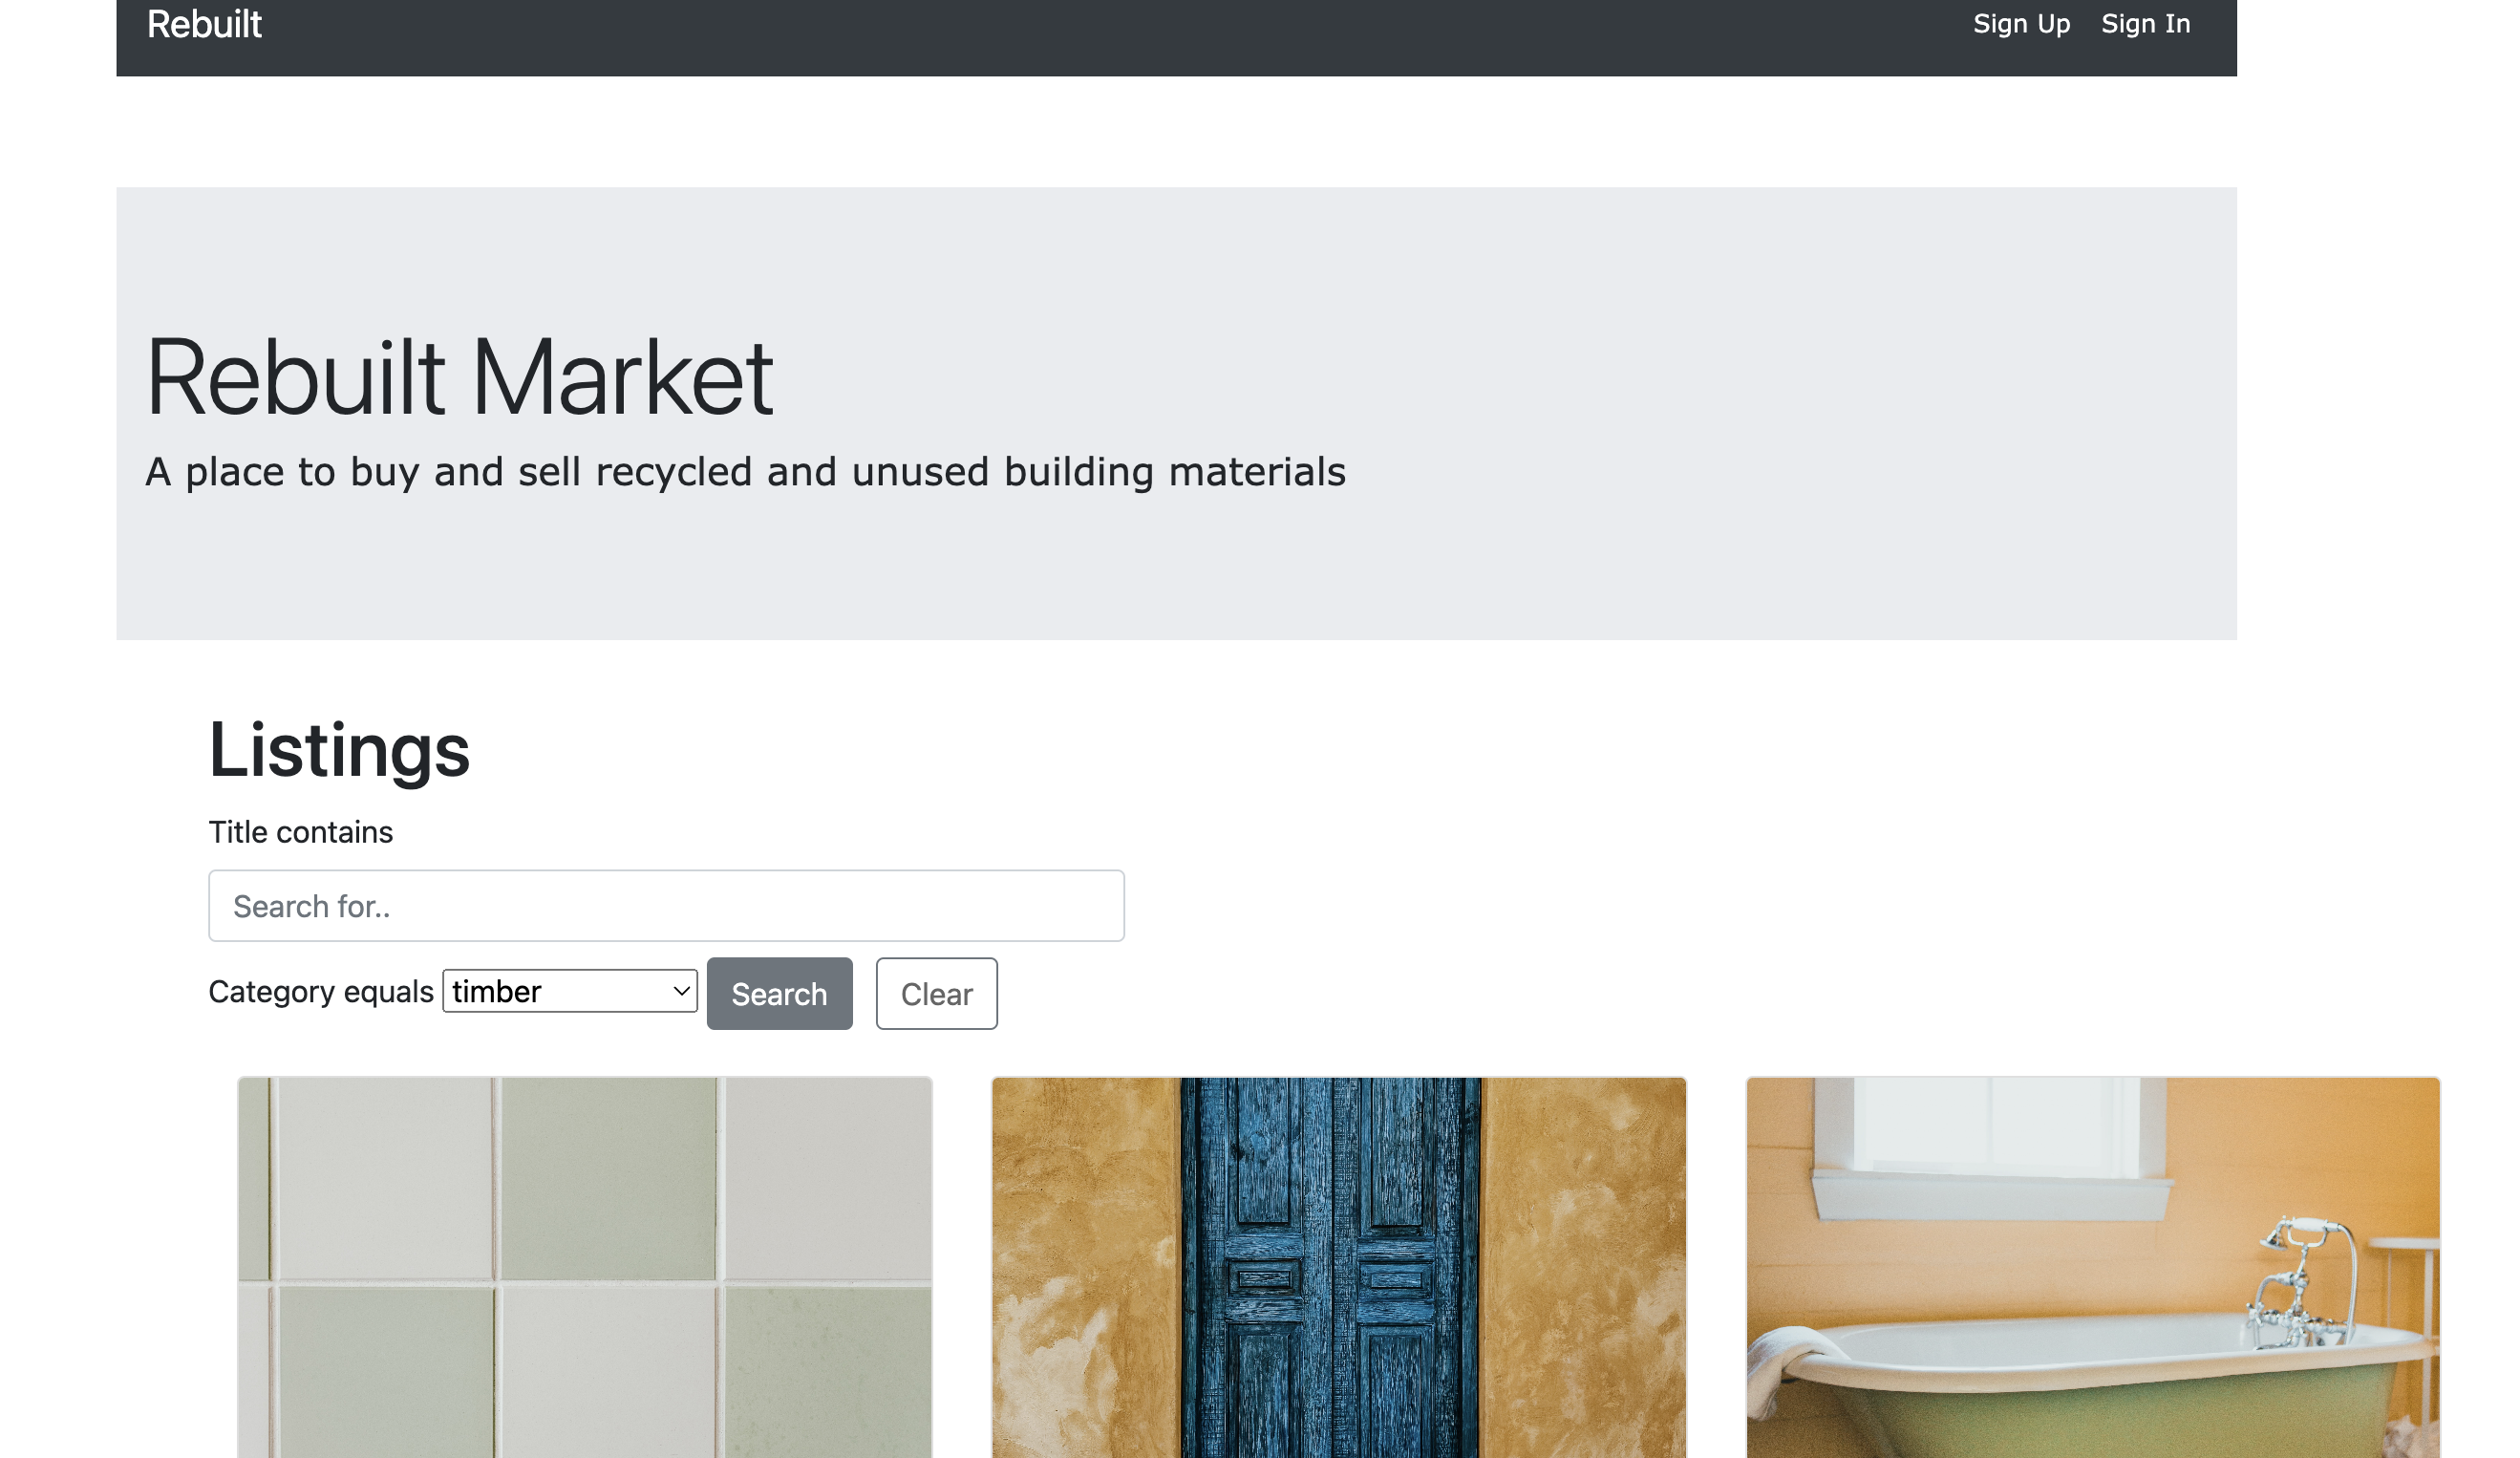 Rebuilt Sign Up Sign In
Rebuilt Market
A place to buy and sell recycled and unused building materials
Listings
Title contains
Search for..
Category equals timber Search Clear